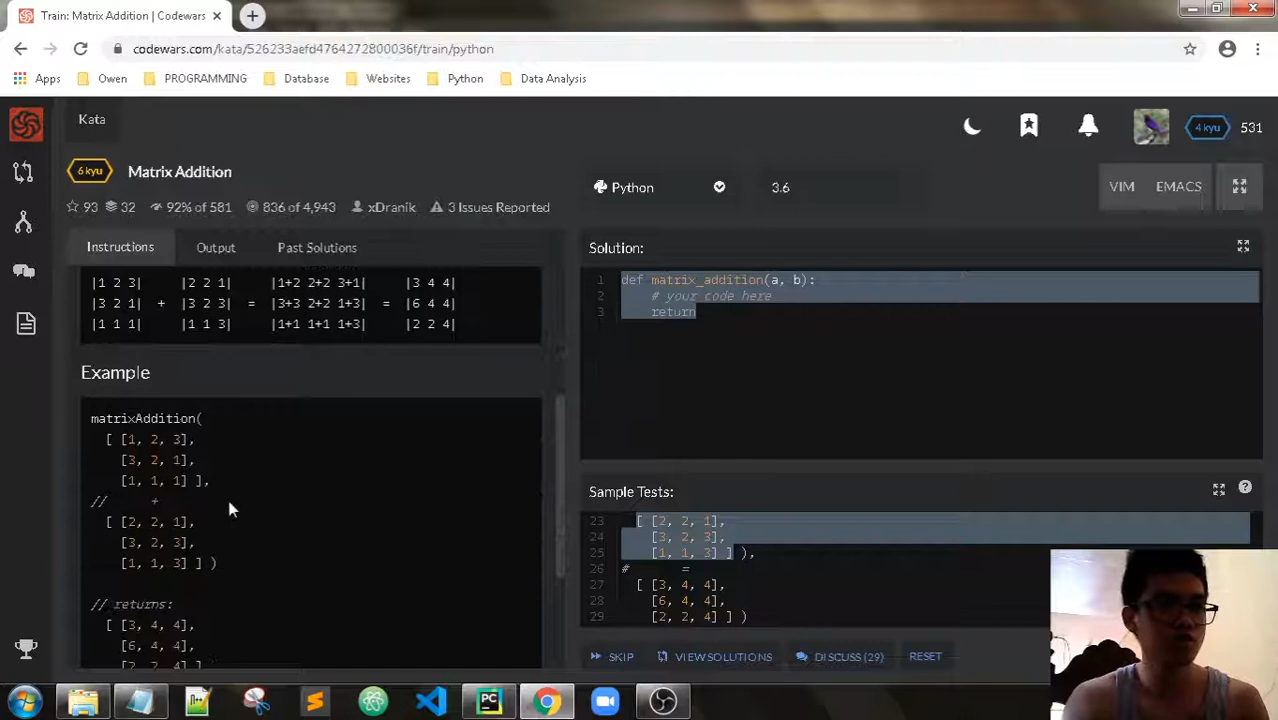 Train: Matrix Addition | Codewars
codewars.com/kata/526233aefd4764272800036f/train/python
Apps Owen PROGRAMMING Database Websites Python Data Analysis
Kata
4 kyu 531
6 kyu Matrix Addition
93 32 92% of 581 836 of 4,943 xDranik 3 Issues Reported
Python 3.6 VIM EMACS
Instructions Output Past Solutions
|1 2 3| |2 2 1| |1+2 2+2 3+1| |3 4 4|
|3 2 1| + |3 2 3| = |3+3 2+2 1+3| = |6 4 4|
|1 1 1| |1 1 3| |1+1 1+1 1+3| |2 2 4|
Example
matrixAddition(
[ [1, 2, 3],
[3, 2, 1],
[1, 1, 1] ],
// +
[ [2, 2, 1],
[3, 2, 3],
[1, 1, 3] ] )
// returns:
[ [3, 4, 4],
[6, 4, 4],
[2, 2, 4] ]
Solution:
1 def matrix_addition(a, b):
2 # your code here
3 return
Sample Tests:
23 [ [2, 2, 1],
24 [3, 2, 3],
25 [1, 1, 3] ] ),
26 # =
27 [ [3, 4, 4],
28 [6, 4, 4],
29 [2, 2, 4] ] )
SKIP VIEW SOLUTIONS DISCUSS (29) RESET
PC